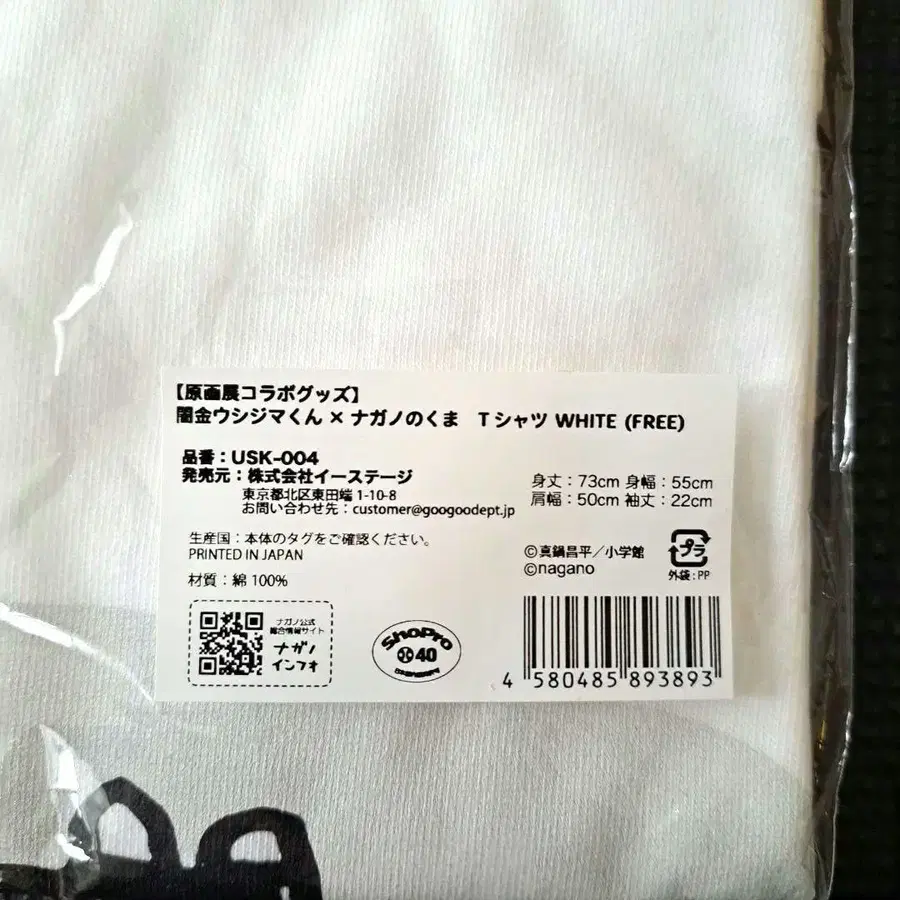 【原画展コラボグッズ】
闇金ウシジマくん × ナガノのくま Tシャツ WHITE (FREE)
品番：USK-004
発売元：株式会社イーステージ
東京都北区東田端 1-10-8
お問い合わせ先：customer@googoodept.jp
身丈：73cm 身幅：55cm
肩幅：50cm 袖丈：22cm
生産国：本体のタグをご確認ください。
PRINTED IN JAPAN
材質：綿 100%
©真鍋昌平／小学館
©nagano
プラ
外袋：PP
ナガノ公式
総合情報サイト
ナガノ
インフォ
ShoPro
40
4 580485 893893